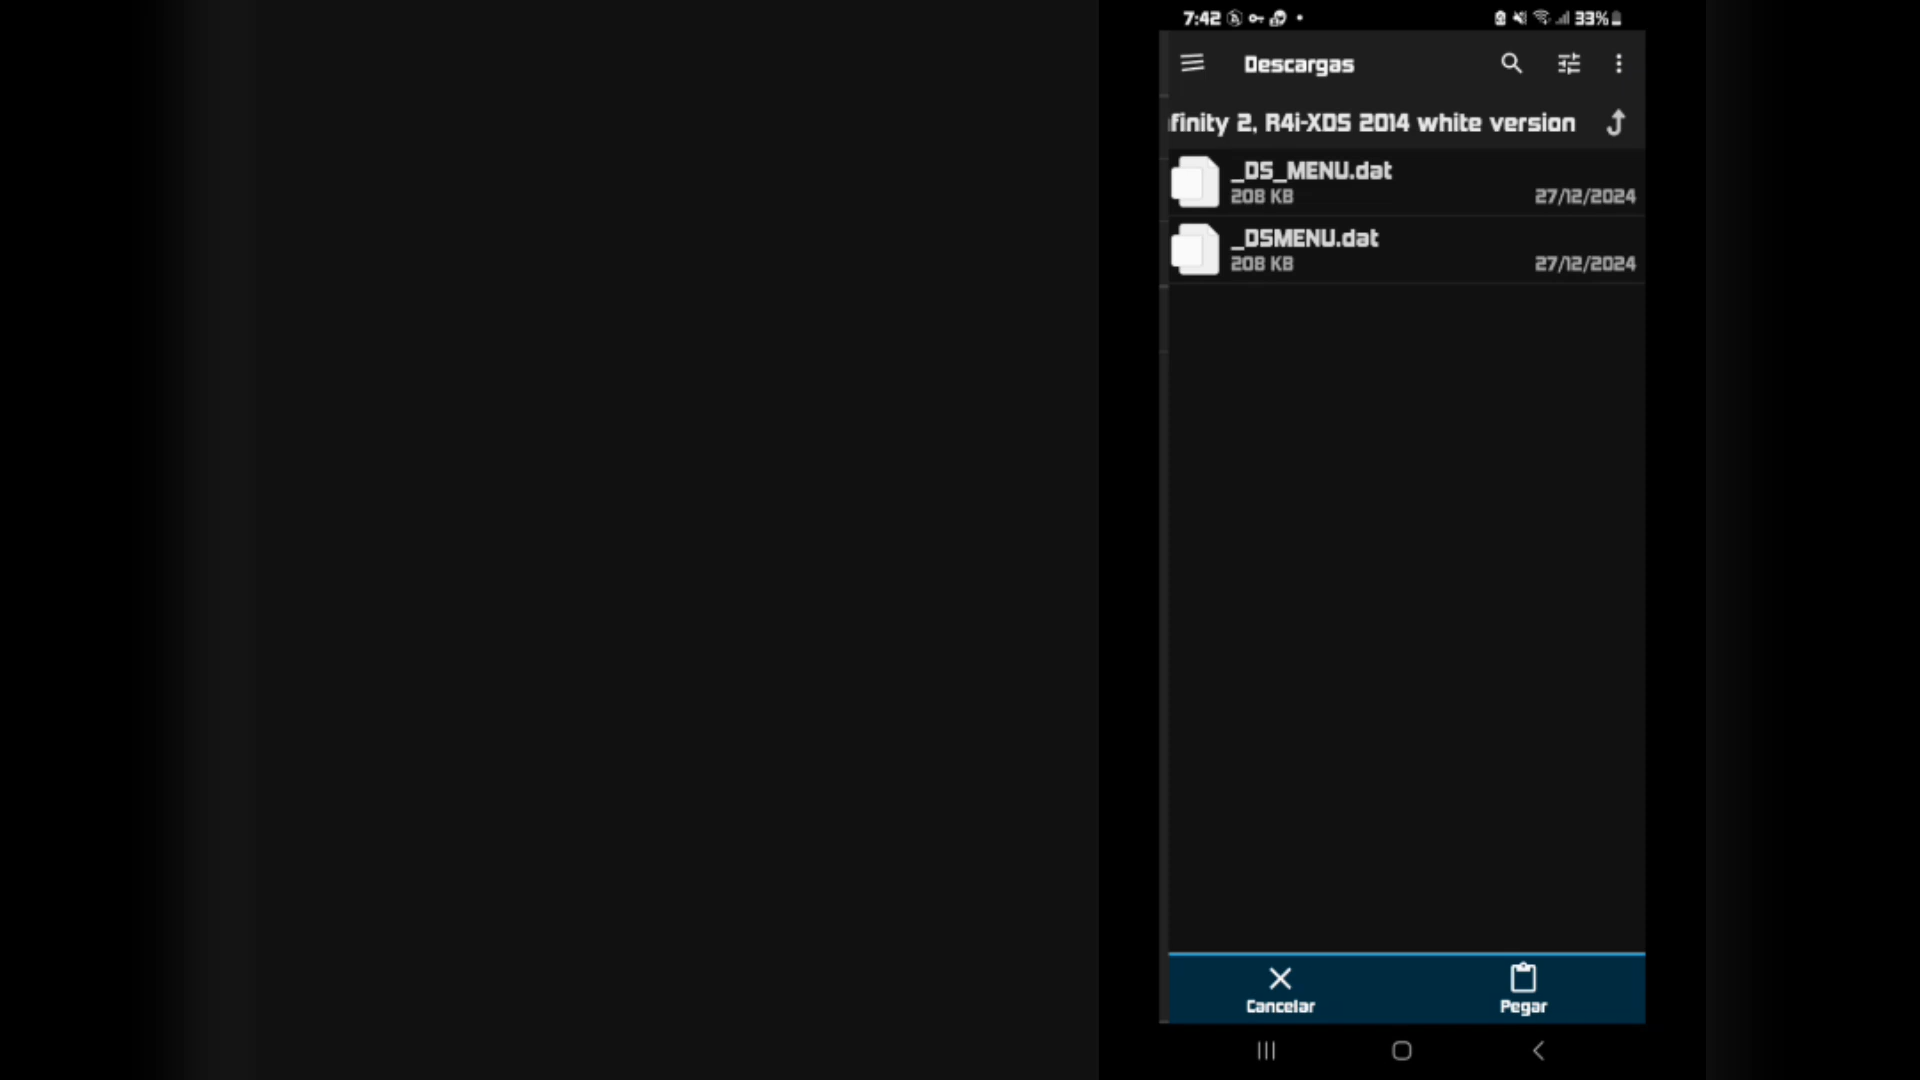 7:42
33%
Descargas
finity 2, R4i-XDS 2014 white version
_DS_MENU.dat
208 KB
27/12/2024
_DSMENU.dat
208 KB
27/12/2024
Cancelar
Pegar